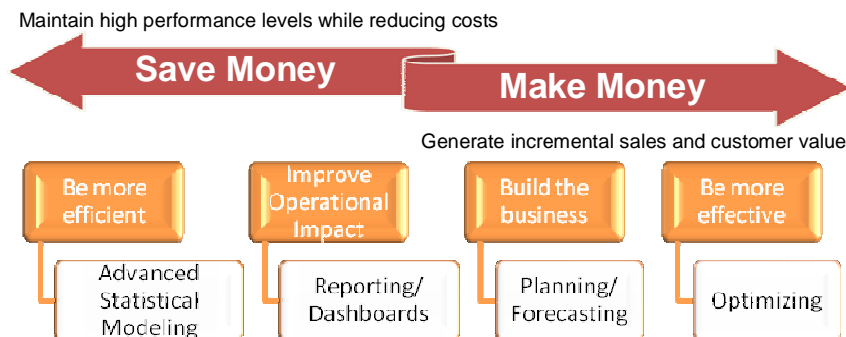 Maintain high performance levels while reducing costs
Save Money
Make Money
Generate incremental sales and customer value
Be more
efficient
Improve
Operational
Impact
Build the
business
Be more
effective
Advanced
Statistical
Modeling
Reporting/
Dashboards
Planning/
Forecasting
Optimizing